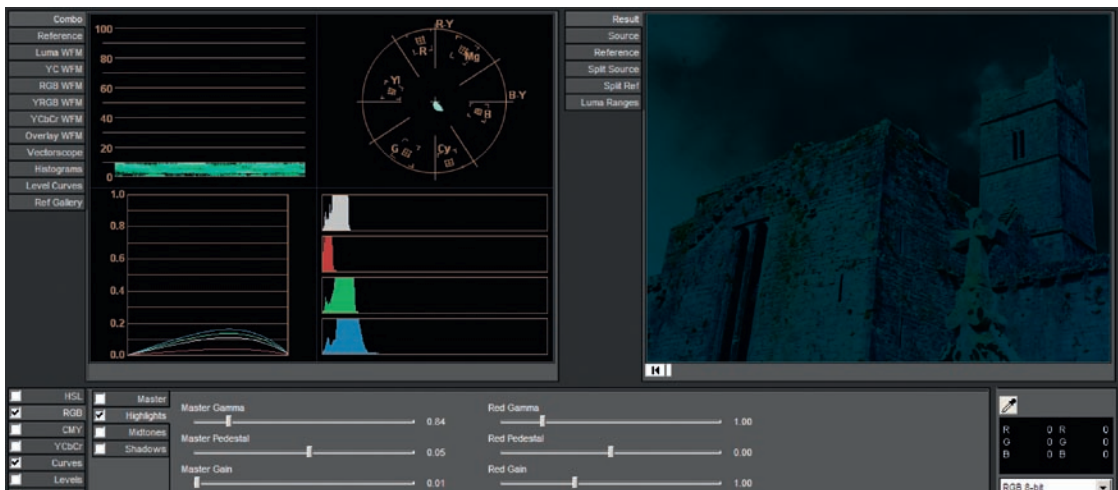 Combo
Reference
Luma WFM
YC WFM
RGB WFM
YRGB WFM
YCbCr WFM
Overlay WFM
Vectorscope
Histograms
Level Curves
Ref Gallery
100
80
60
40
20
0
R-Y
R
Mg
Yl
B-Y
B
G
Cy
1.0
0.8
0.6
0.4
0.2
0.0
Result
Source
Reference
Split Source
Split Ref
Luma Ranges
HSL
RGB
CMY
YCbCr
Curves
Levels
Master
Highlights
Midtones
Shadows
Master Gamma 0.84
Master Pedestal 0.05
Master Gain 0.01
Red Gamma 1.00
Red Pedestal 0.00
Red Gain 1.00
R 0 R 0
G 0 G 0
B 0 B 0
RGB 8-bit